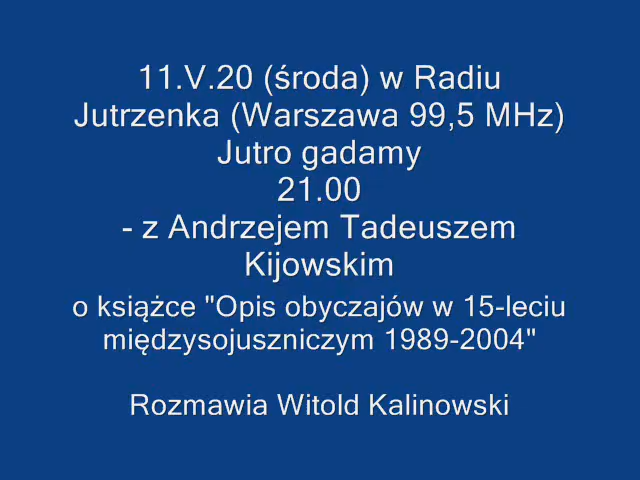 11.V.20 (środa) w Radiu
Jutrzenka (Warszawa 99,5 MHz)
Jutro gadamy
21.00
- z Andrzejem Tadeuszem
Kijowskim
o książce "Opis obyczajów w 15-leciu
międzysojuszniczym 1989-2004"
Rozmawia Witold Kalinowski